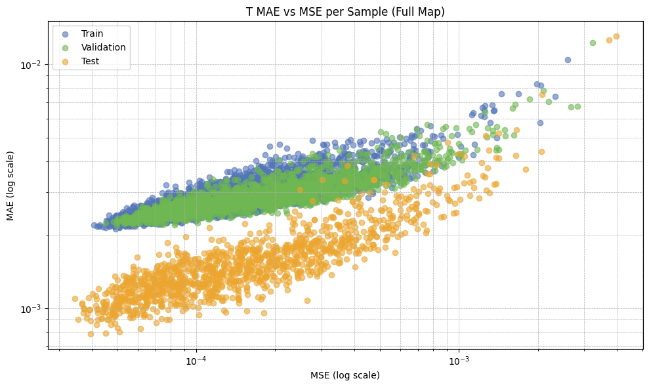 T MAE vs MSE per Sample (Full Map)
Train
Validation
Test
MAE (log scale)
10⁻²
10⁻³
10⁻⁴
10⁻³
MSE (log scale)